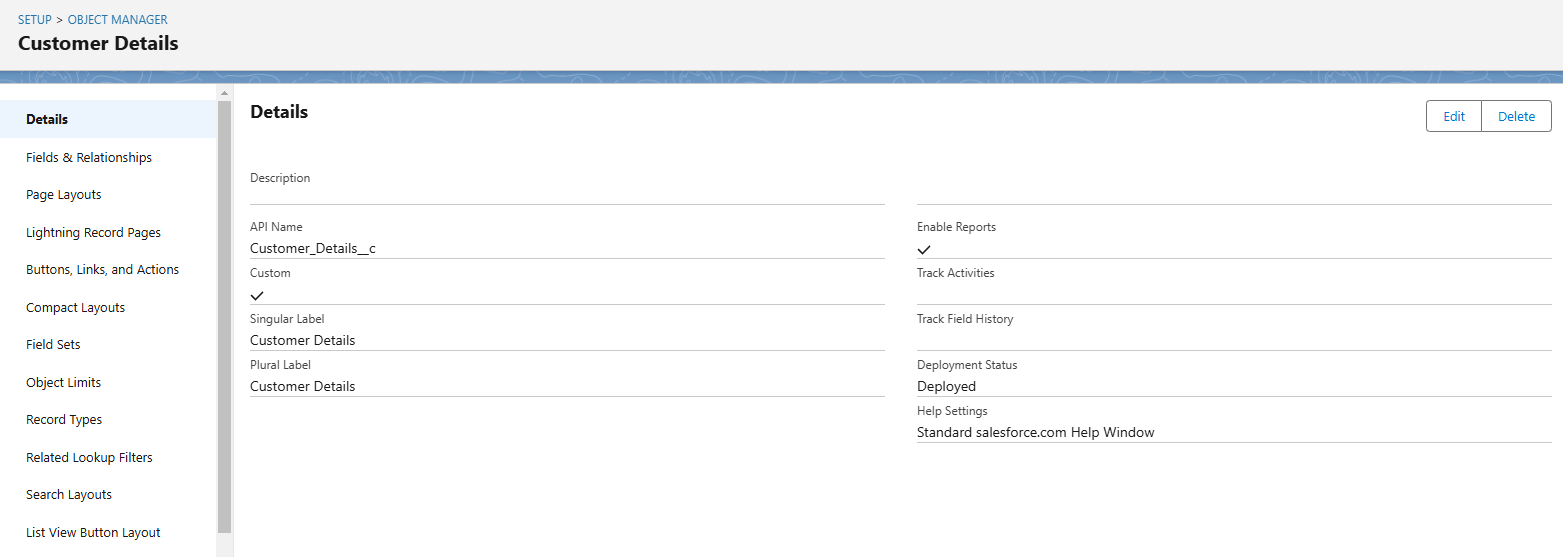 SETUP > OBJECT MANAGER
Customer Details
Details
Fields & Relationships
Page Layouts
Lightning Record Pages
Buttons, Links, and Actions
Compact Layouts
Field Sets
Object Limits
Record Types
Related Lookup Filters
Search Layouts
List View Button Layout
Details
Edit
Delete
Description
API Name
Customer_Details__c
Custom
Singular Label
Customer Details
Plural Label
Customer Details
Enable Reports
Track Activities
Track Field History
Deployment Status
Deployed
Help Settings
Standard salesforce.com Help Window